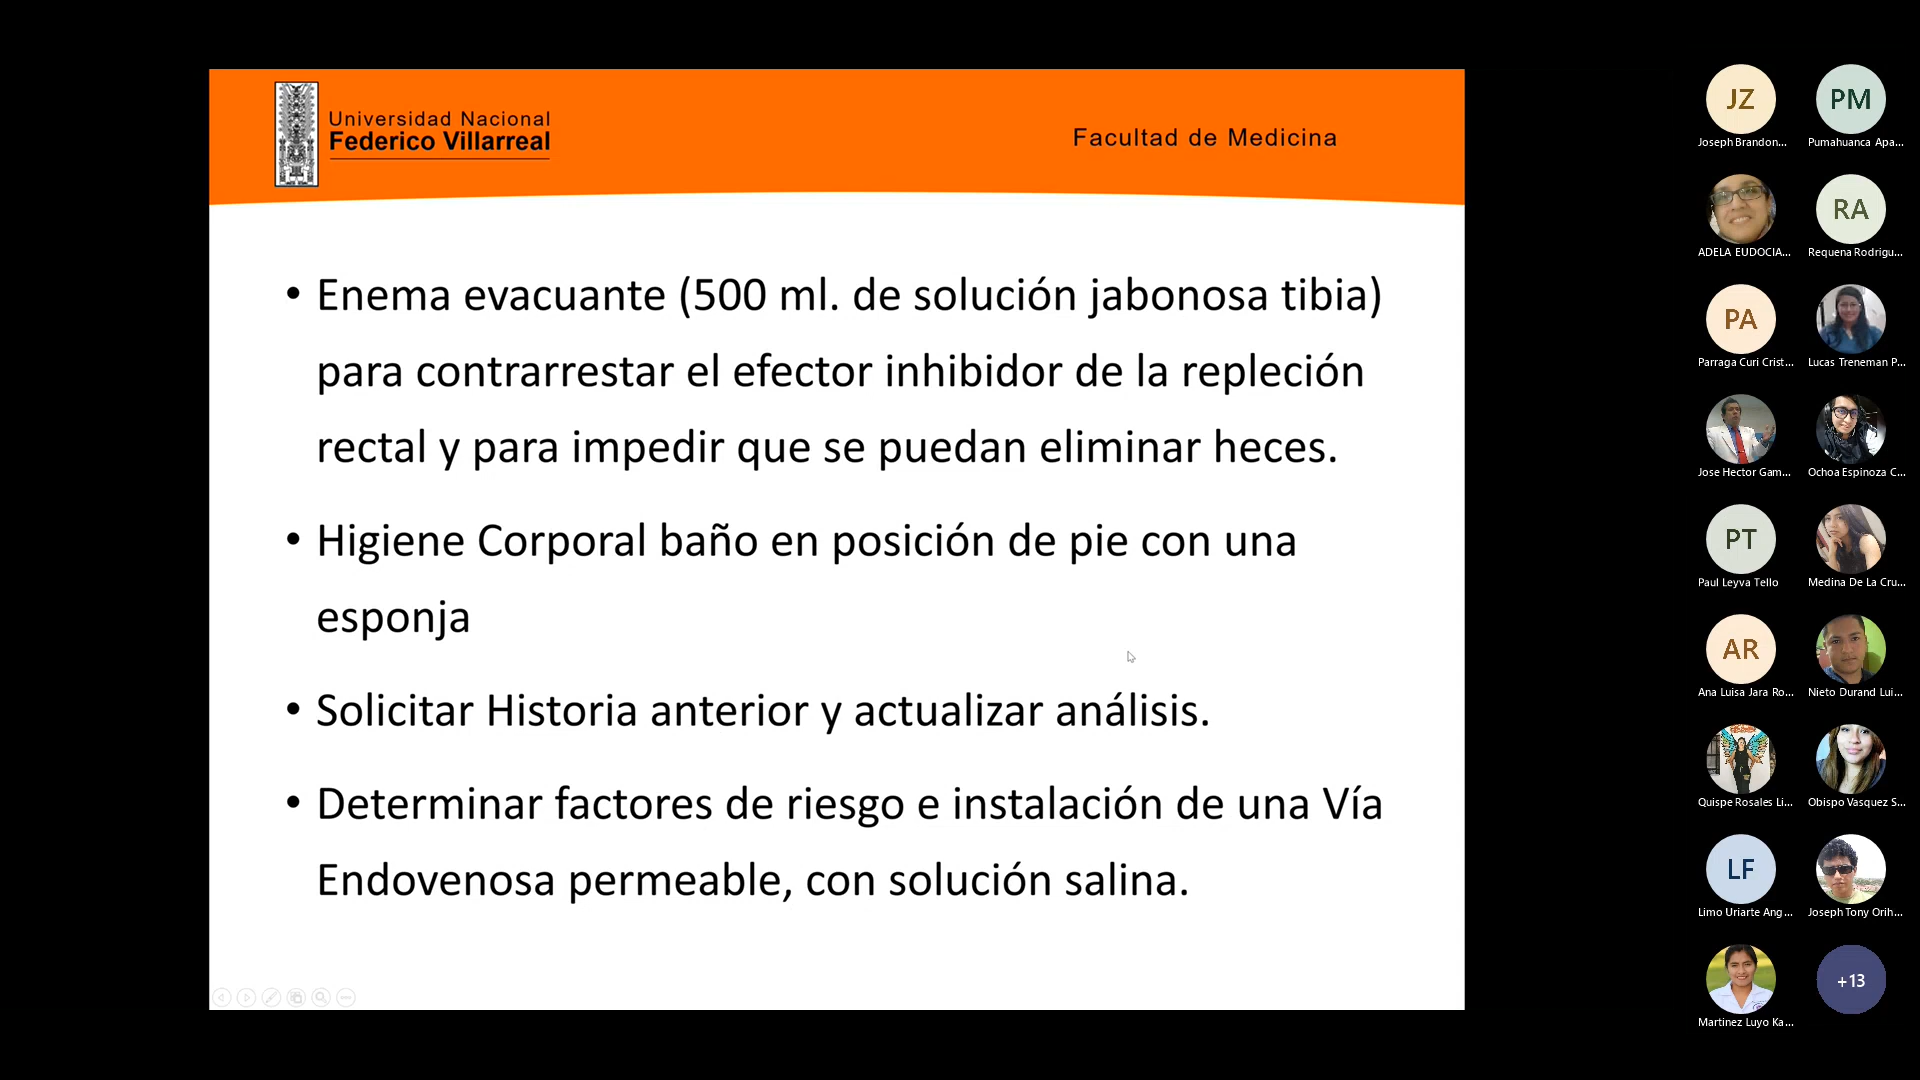 Universidad Nacional
Federico Villarreal
Facultad de Medicina
• Enema evacuante (500 ml. de solución jabonosa tibia)
para contrarrestar el efector inhibidor de la repleción
rectal y para impedir que se puedan eliminar heces.
• Higiene Corporal baño en posición de pie con una
esponja
• Solicitar Historia anterior y actualizar análisis.
• Determinar factores de riesgo e instalación de una Vía
Endovenosa permeable, con solución salina.
JZ
Joseph Brandon...
PM
Pumahuanca Apa...
ADELA EUDOCIA...
RA
Requena Rodrigu...
PA
Parraga Curi Crist...
Lucas Treneman P...
Jose Hector Gam...
Ochoa Espinoza C...
PT
Paul Leyva Tello
Medina De La Cru...
AR
Ana Luisa Jara Ro...
Nieto Durand Lui...
Quispe Rosales Li...
Obispo Vasquez S...
LF
Limo Uriarte Ang...
Joseph Tony Orih...
Martinez Luyo Ka...
+13